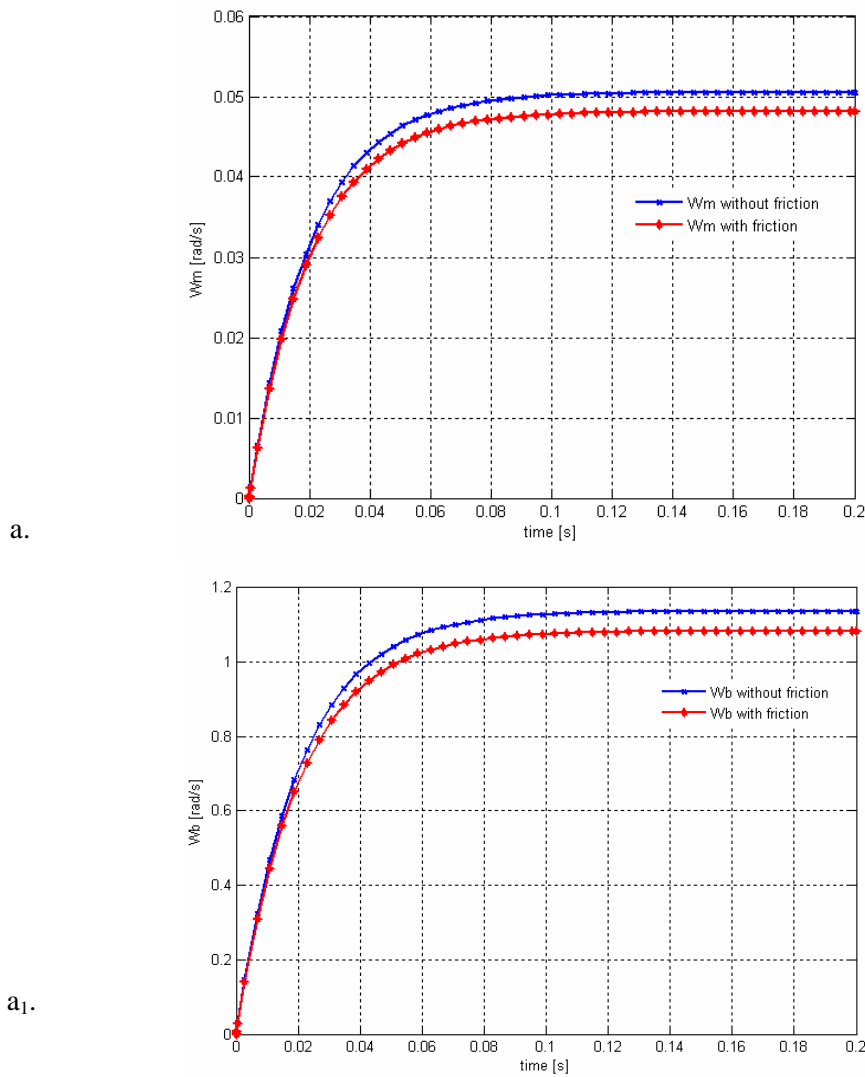 0.06
0.05
0.04
0.03
0.02
0.01
0
Wm [rad/s]
Wm without friction
Wm with friction
0 0.02 0.04 0.06 0.08 0.1 0.12 0.14 0.16 0.18 0.2
time [s]
a.
1.2
1
0.8
0.6
0.4
0.2
0
Wb [rad/s]
Wb without friction
Wb with friction
0 0.02 0.04 0.06 0.08 0.1 0.12 0.14 0.16 0.18 0.2
time [s]
a₁.